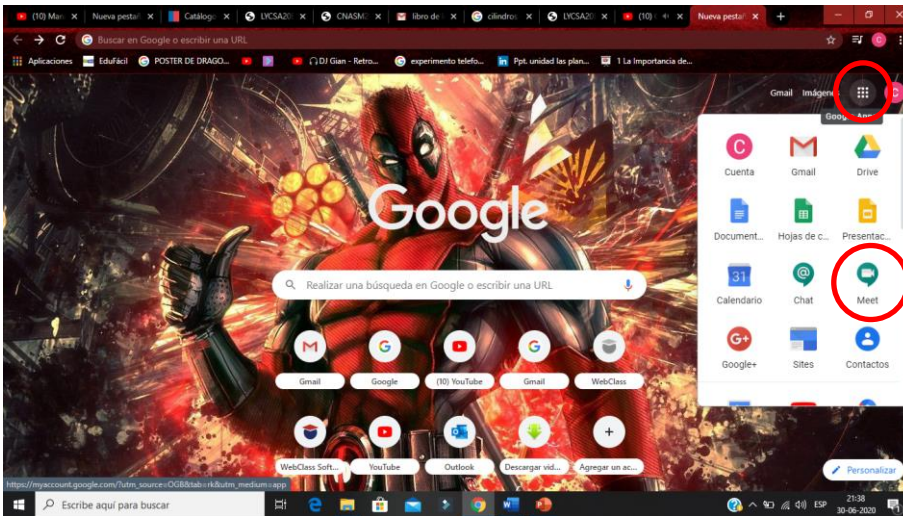 (10) Mar
Nueva pestañ
Catálogo
LYCSA20
CNASM2
libro de
cilindros
LYCSA20
(10)
Nueva pestañ
Buscar en Google o escribir una URL
Aplicaciones
EduFácil
POSTER DE DRAGO...
DJ Gian - Retro...
experimento telefo...
Ppt. unidad las plan...
1 La Importancia de...
Gmail
Imágenes
Google
Cuenta
Gmail
Drive
Document...
Hojas de c...
Presentac...
31
Calendario
Chat
Meet
G+
Google+
Sites
Contactos
Google
Realizar una búsqueda en Google o escribir una URL
Gmail
Google
(10) YouTube
Gmail
WebClass
WebClass Soft...
YouTube
Outlook
Descargar vid...
Agregar un ac...
Personalizar
https://myaccount.google.com/?utm_source=OGB&tab=rk&utm_medium=app
Escribe aquí para buscar
ESP
21:38
30-06-2020